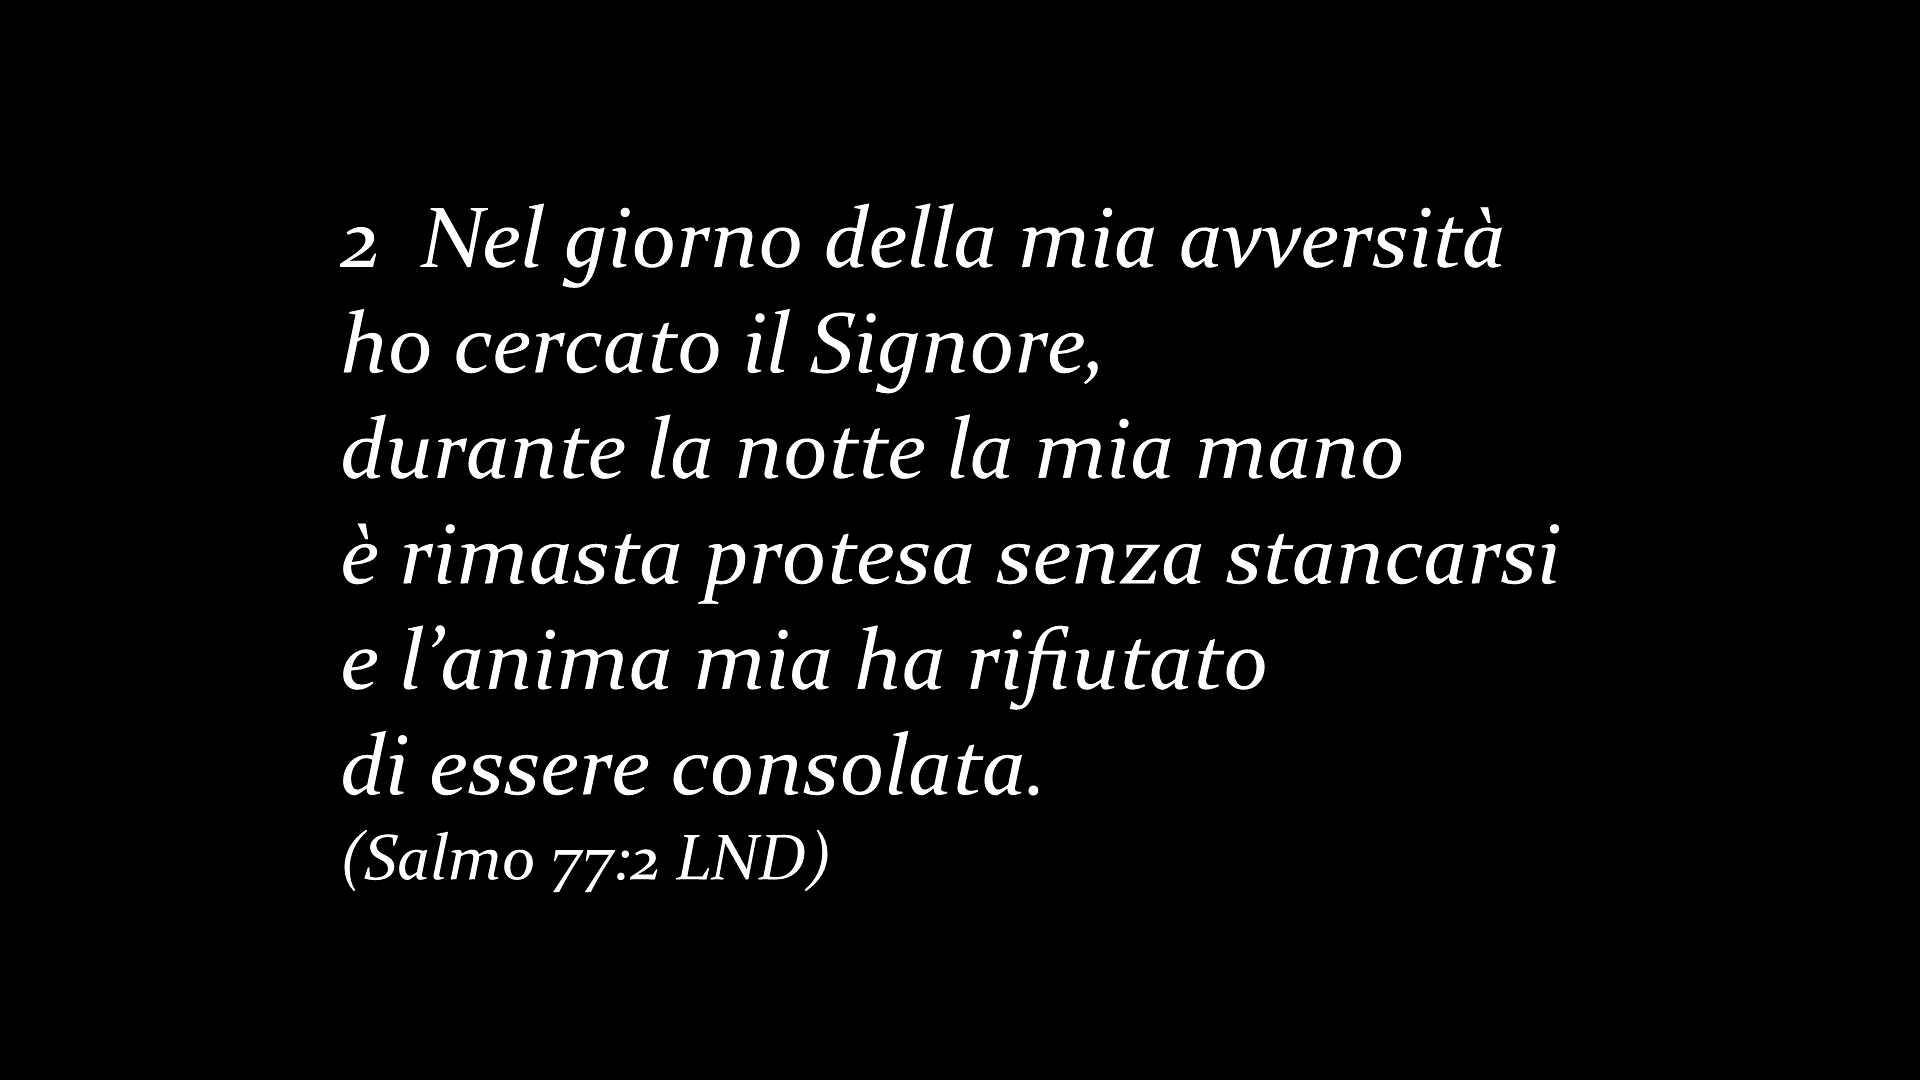 2  Nel giorno della mia avversità
ho cercato il Signore,
durante la notte la mia mano
è rimasta protesa senza stancarsi
e l’anima mia ha rifiutato
di essere consolata.
(Salmo 77:2 LND)